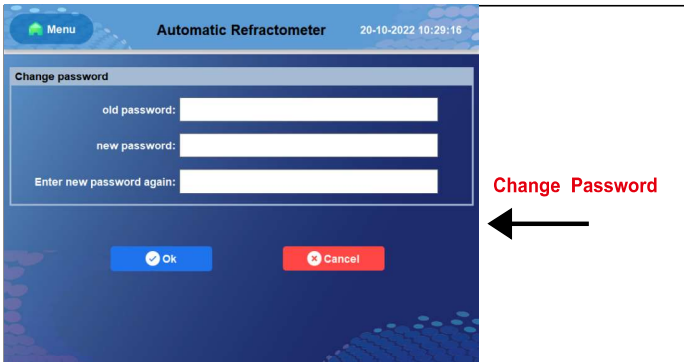 Menu Automatic Refractometer 20-10-2022 10:29:16
Change password
old password:
new password:
Enter new password again:
Change Password
Ok Cancel